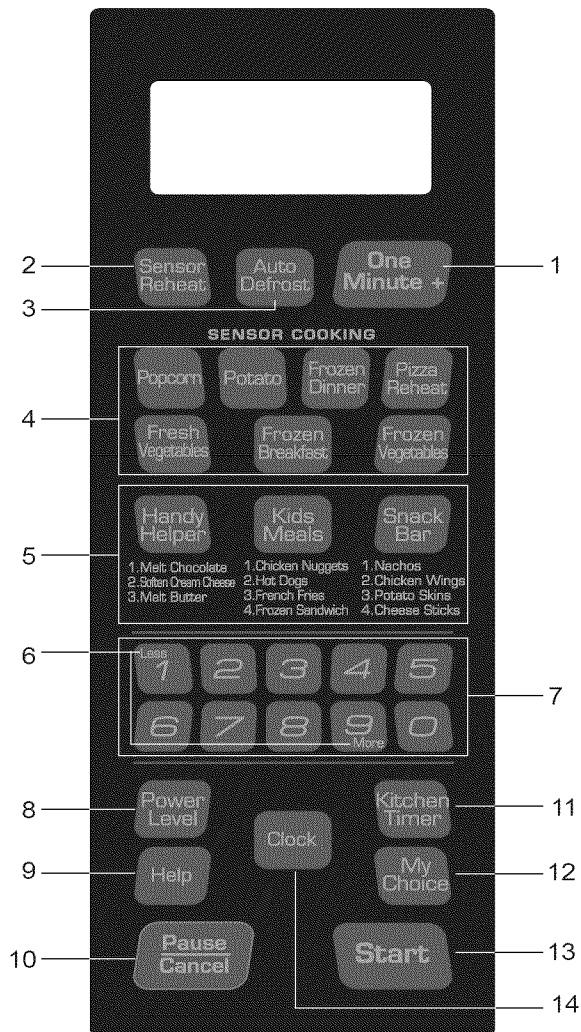 2
Sensor
Reheat
Auto
Defrost
One
Minute +
1
3
SENSOR COOKING
4
Popcorn
Potato
Frozen
Dinner
Pizza
Reheat
Fresh
Vegetables
Frozen
Breakfast
Frozen
Vegetables
5
Handy
Helper
1.Melt Chocolate
2.Soften Cream Cheese
3.Malt Butter
Kids
Meals
1.Chicken Nuggets
2.Hot Dogs
3.French Fries
4.Frozen Sandwich
Snack
Bar
1.Nachos
2.Chicken Wings
3.Potato Skins
4.Cheese Sticks
6
Less
1
2
3
4
5
7
6
7
8
9
More
0
8
Power
Level
Kitchen
Timer
11
Clock
9
Help
My
Choice
12
10
Pause
Cancel
Start
13
14